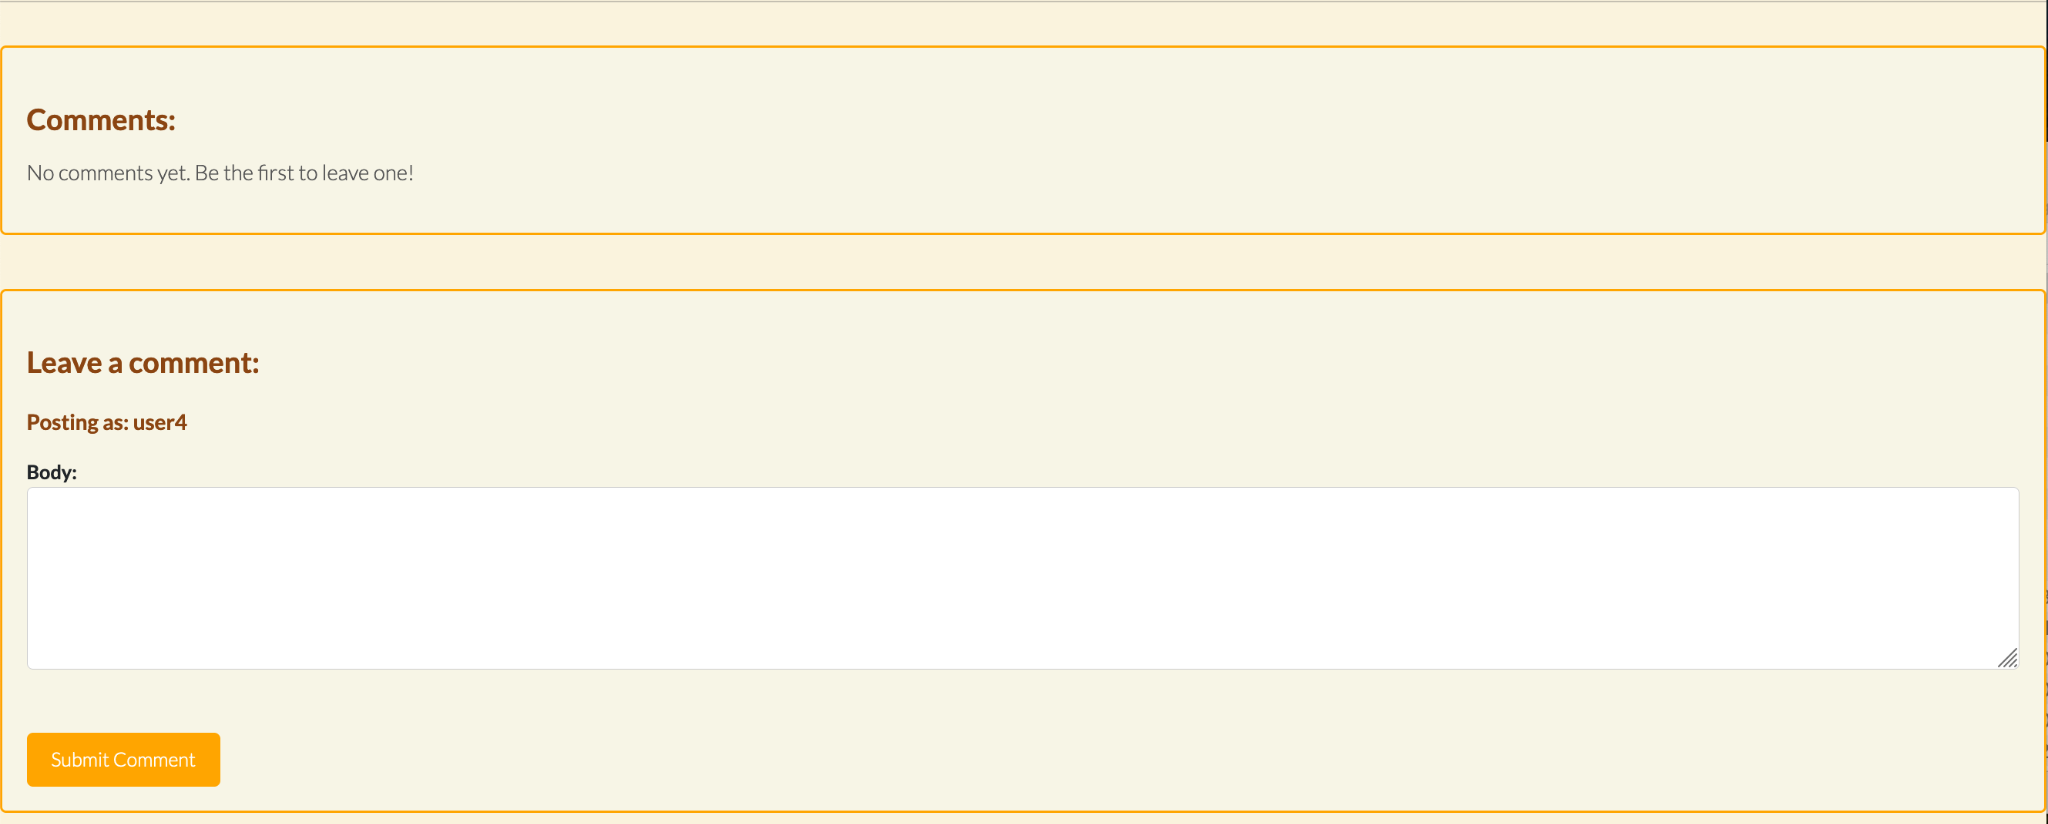 Comments:
No comments yet. Be the first to leave one!
Leave a comment:
Posting as: user4
Body:
Submit Comment